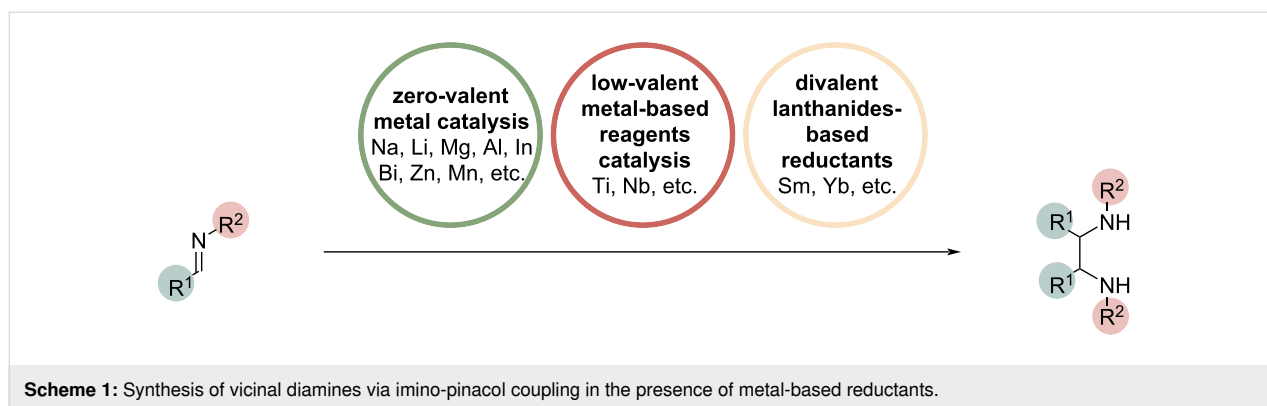 zero-valent
metal catalysis
Na, Li, Mg, Al, In
Bi, Zn, Mn, etc.
low-valent
metal-based
reagents
catalysis
Ti, Nb, etc.
divalent
lanthanides-
based
reductants
Sm, Yb, etc.
N
R²
R¹
R²
R¹
NH
R¹
NH
R²
Scheme 1: Synthesis of vicinal diamines via imino-pinacol coupling in the presence of metal-based reductants.